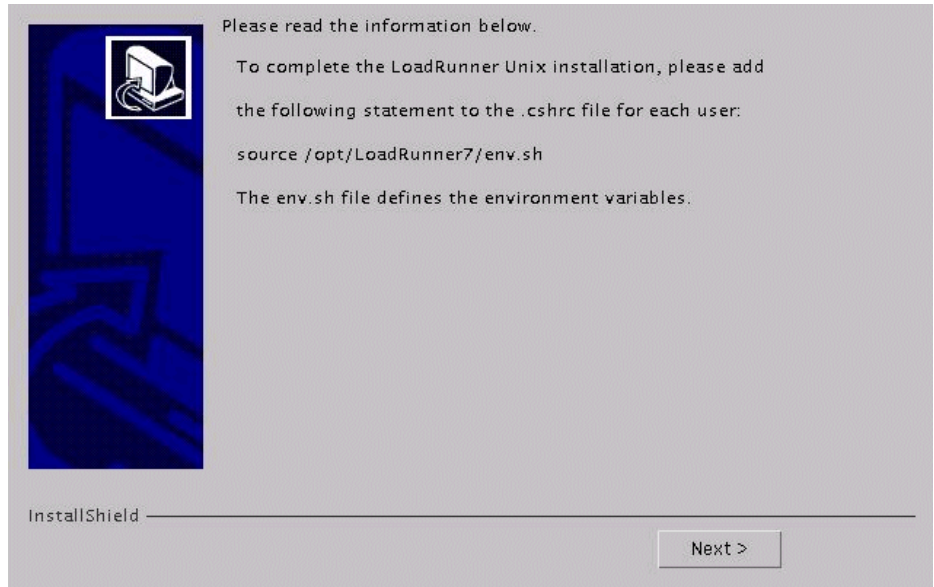 Please read the information below.
To complete the LoadRunner Unix installation, please add
the following statement to the .cshrc file for each user:
source /opt/LoadRunner7/env.sh
The env.sh file defines the environment variables.
InstallShield
Next >